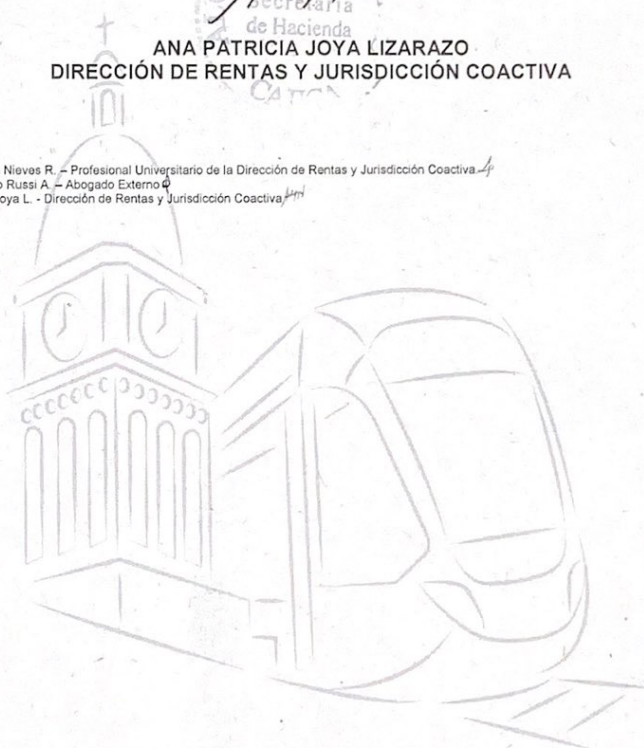 Secretaría
de Hacienda
ANA PATRICIA JOYA LIZARAZO
DIRECCIÓN DE RENTAS Y JURISDICCIÓN COACTIVA
Nieves R. – Profesional Universitario de la Dirección de Rentas y Jurisdicción Coactiva
Russi A. – Abogado Externo
oya L. - Dirección de Rentas y Jurisdicción Coactiva